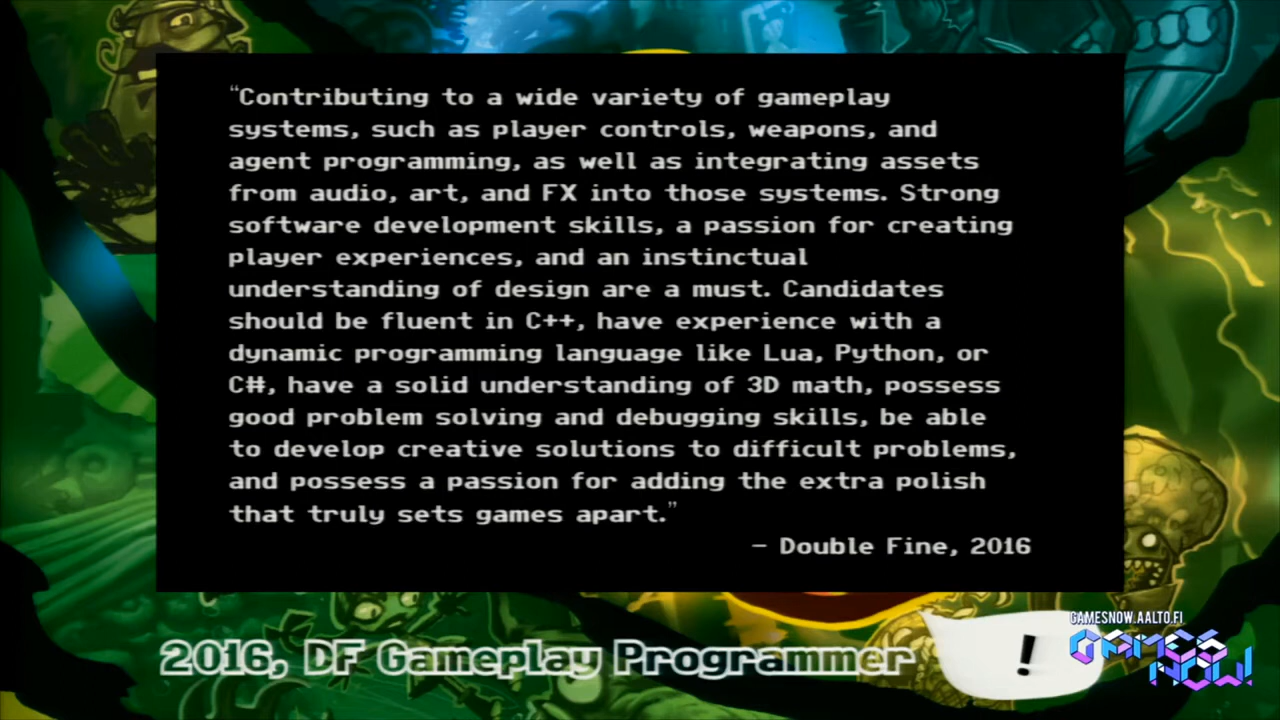 "Contributing to a wide variety of gameplay
systems, such as player controls, weapons, and
agent programming, as well as integrating assets
from audio, art, and FX into those systems. Strong
software development skills, a passion for creating
player experiences, and an instinctual
understanding of design are a must. Candidates
should be fluent in C++, have experience with a
dynamic programming language like Lua, Python, or
C#, have a solid understanding of 3D math, possess
good problem solving and debugging skills, be able
to develop creative solutions to difficult problems,
and possess a passion for adding the extra polish
that truly sets games apart."
– Double Fine, 2016
2016, DF Gameplay Programmer
!
GAMESNOW.AALTO.FI
GAMES
NOW!